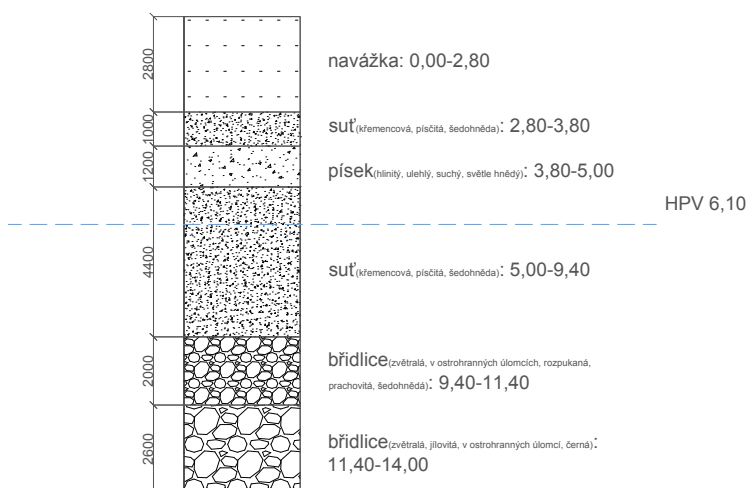 2800
navážka: 0,00-2,80
1000
suť(křemencová, písčitá, šedohněda): 2,80-3,80
1200
písek(hlinitý, ulehlý, suchý, světle hnědý): 3,80-5,00
HPV 6,10
4400
suť(křemencová, písčitá, šedohněda): 5,00-9,40
2000
břidlice(zvětralá, v ostrohranných úlomcích, rozpukaná,
prachovitá, šedohnědá): 9,40-11,40
2600
břidlice(zvětralá, jílovitá, v ostrohranných úlomcí, černá):
11,40-14,00